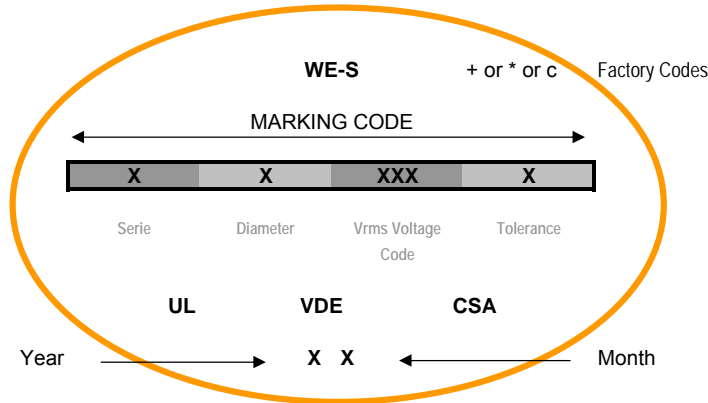 WE-S + or * or c Factory Codes
MARKING CODE
X X XXX X
Serie Diameter Vrms Voltage Tolerance
Code
UL VDE CSA
Year X X Month